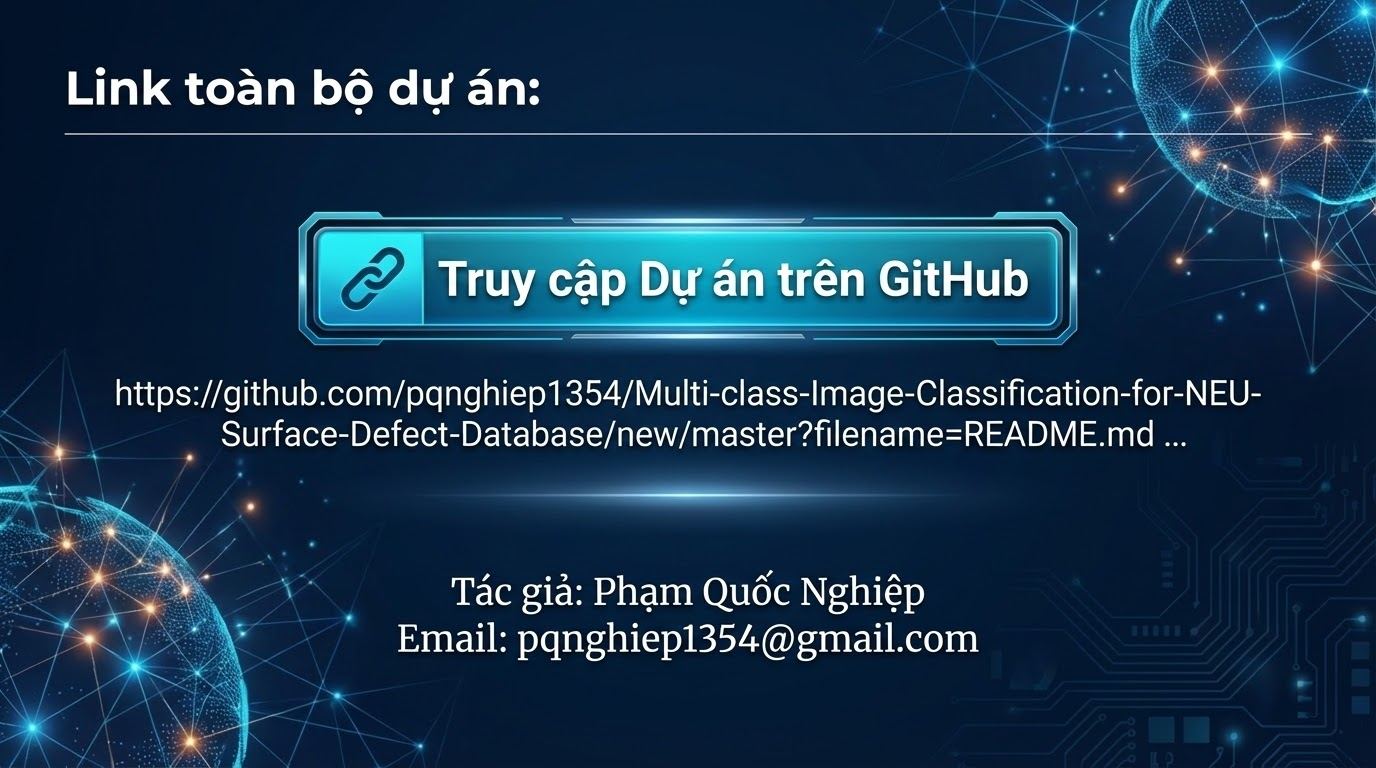 Link toàn bộ dự án:
Truy cập Dự án trên GitHub
https://github.com/pqnghiep1354/Multi-class-Image-Classification-for-NEU-
Surface-Defect-Database/new/master?filename=README.md ...
Tác giả: Phạm Quốc Nghiệp
Email: pqnghiep1354@gmail.com